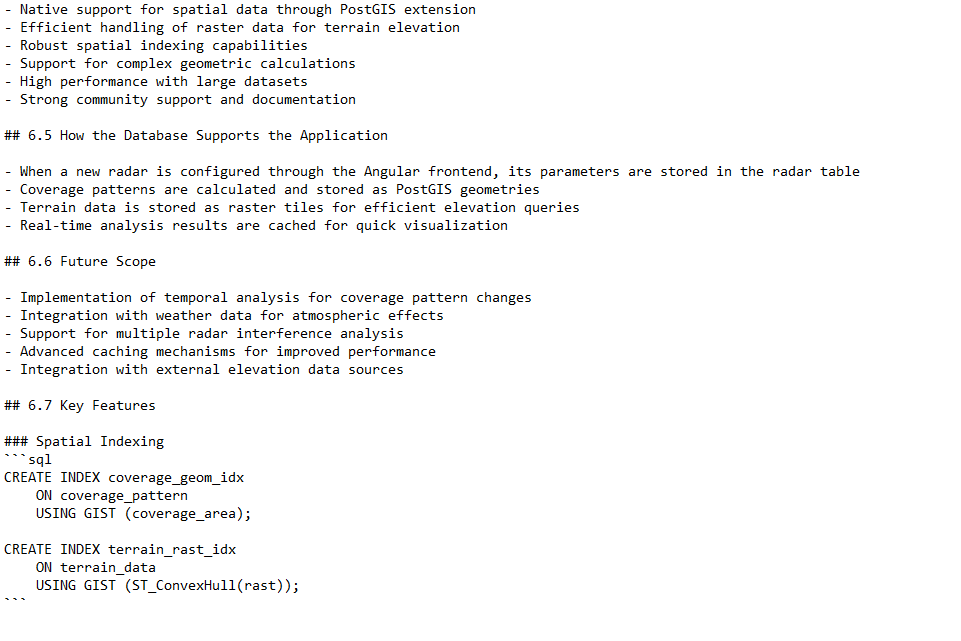 - Native support for spatial data through PostGIS extension
- Efficient handling of raster data for terrain elevation
- Robust spatial indexing capabilities
- Support for complex geometric calculations
- High performance with large datasets
- Strong community support and documentation

## 6.5 How the Database Supports the Application

- When a new radar is configured through the Angular frontend, its parameters are stored in the radar table
- Coverage patterns are calculated and stored as PostGIS geometries
- Terrain data is stored as raster tiles for efficient elevation queries
- Real-time analysis results are cached for quick visualization

## 6.6 Future Scope

- Implementation of temporal analysis for coverage pattern changes
- Integration with weather data for atmospheric effects
- Support for multiple radar interference analysis
- Advanced caching mechanisms for improved performance
- Integration with external elevation data sources

## 6.7 Key Features

### Spatial Indexing
```sql
CREATE INDEX coverage_geom_idx
    ON coverage_pattern
    USING GIST (coverage_area);

CREATE INDEX terrain_rast_idx
    ON terrain_data
    USING GIST (ST_ConvexHull(rast));
```